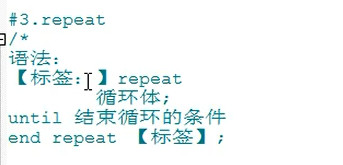 #3.repeat
/*
语法：
【标签：】repeat
循环体;
until 结束循环的条件
end repeat 【标签】;